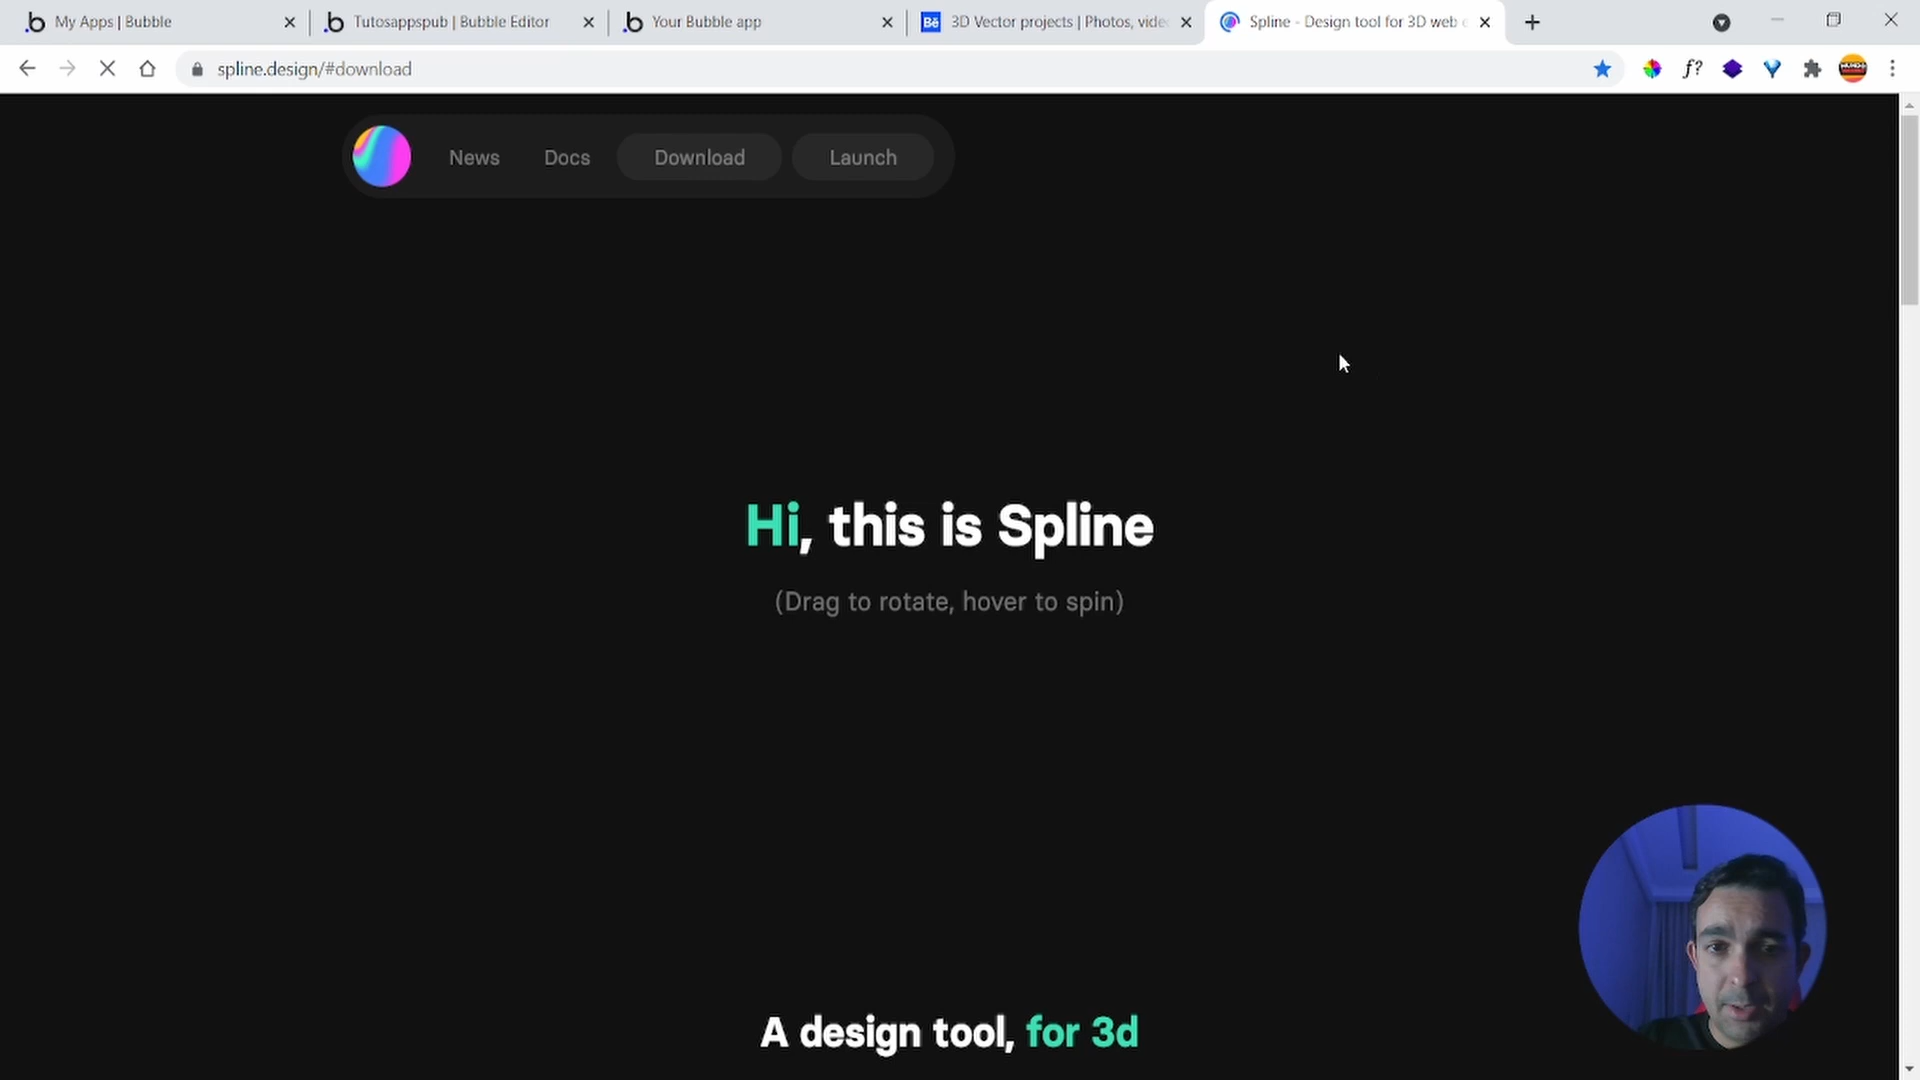 My Apps | Bubble
Tutosappspub | Bubble Editor
Your Bubble app
Bē 3D Vector projects | Photos, vide
Spline - Design tool for 3D web e
spline.design/#download
f?
News
Docs
Download
Launch
Hi, this is Spline
(Drag to rotate, hover to spin)
A design tool, for 3d